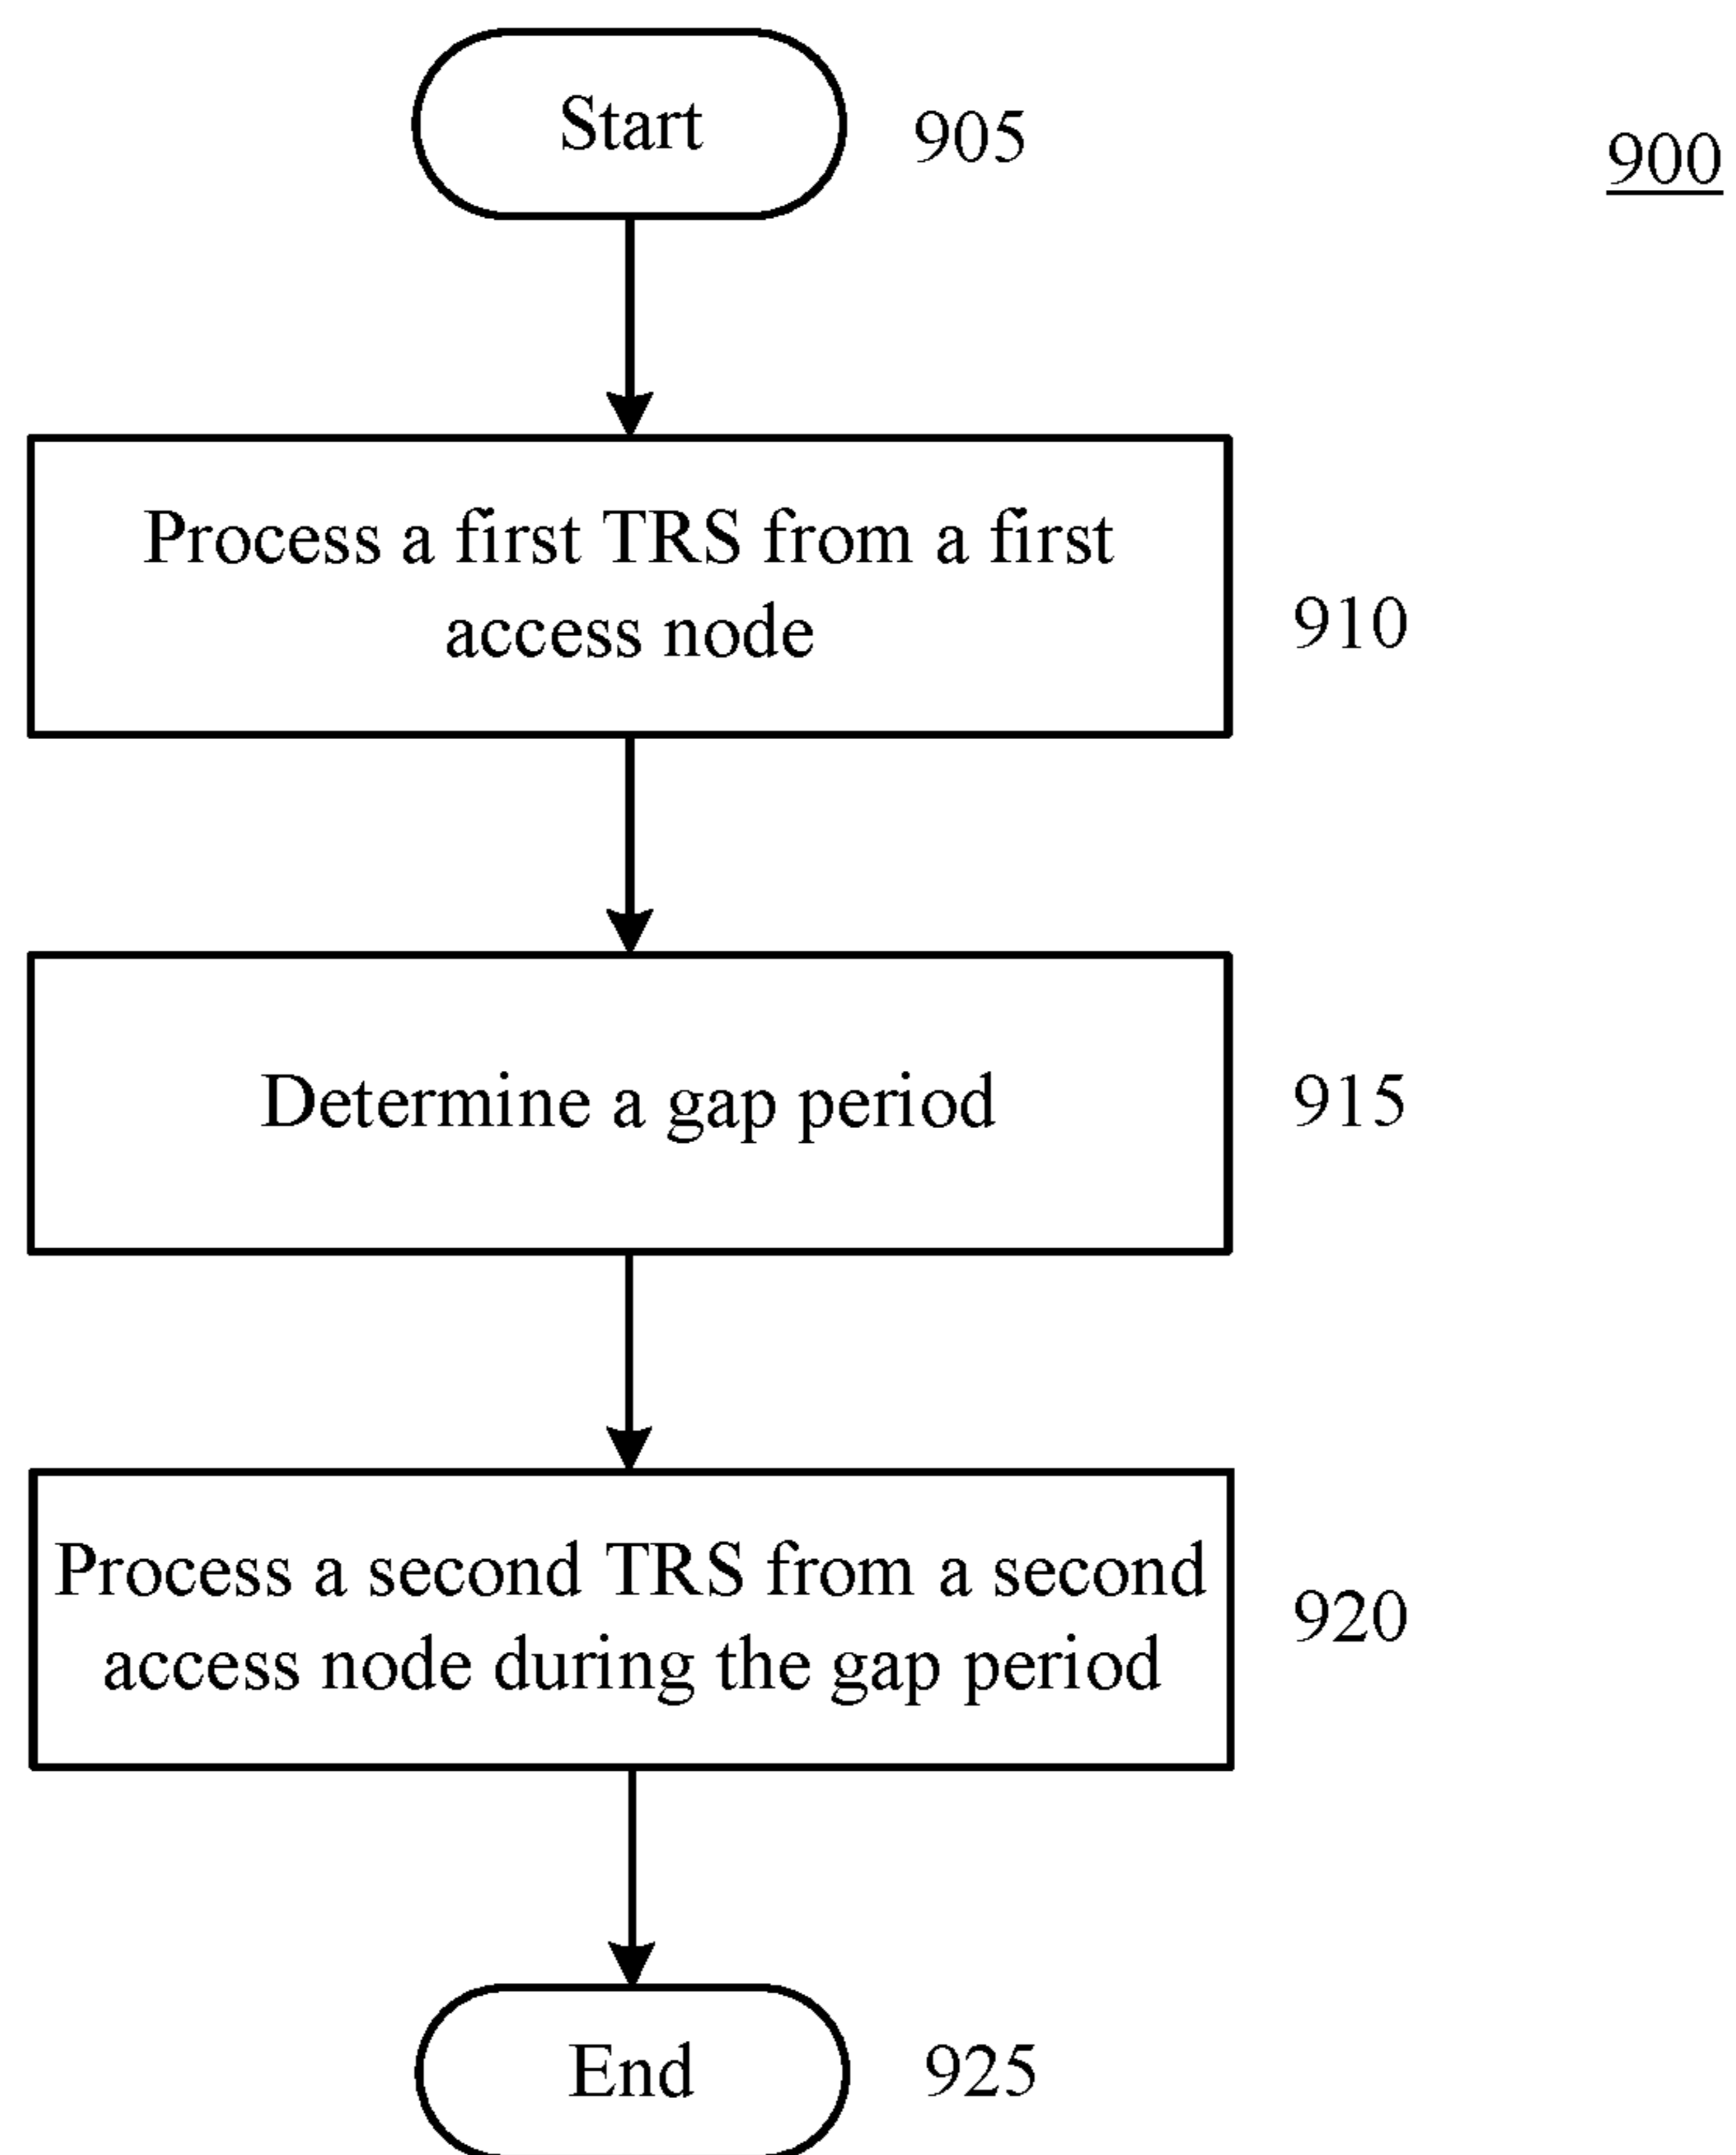 Start
905
900
Process a first TRS from a first
access node
910
Determine a gap period
915
Process a second TRS from a second
access node during the gap period
920
End
925